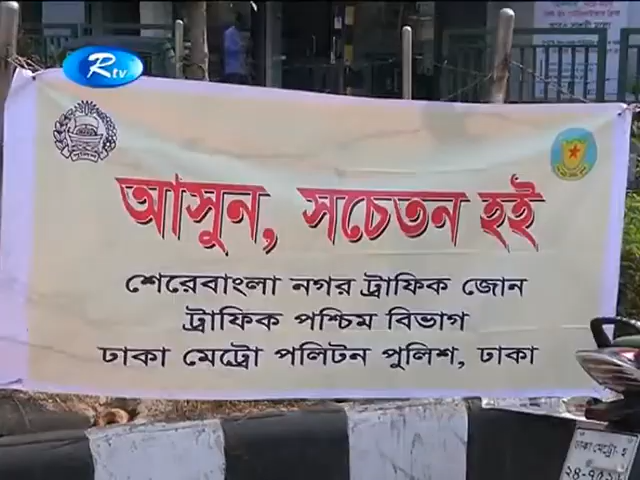 Rtv
আসুন, সচেতন হই
শেরেবাংলা নগর ট্রাফিক জোন
ট্রাফিক পশ্চিম বিভাগ
ঢাকা মেট্রো পলিটন পুলিশ, ঢাকা
ঢাকা মেট্রো-হ